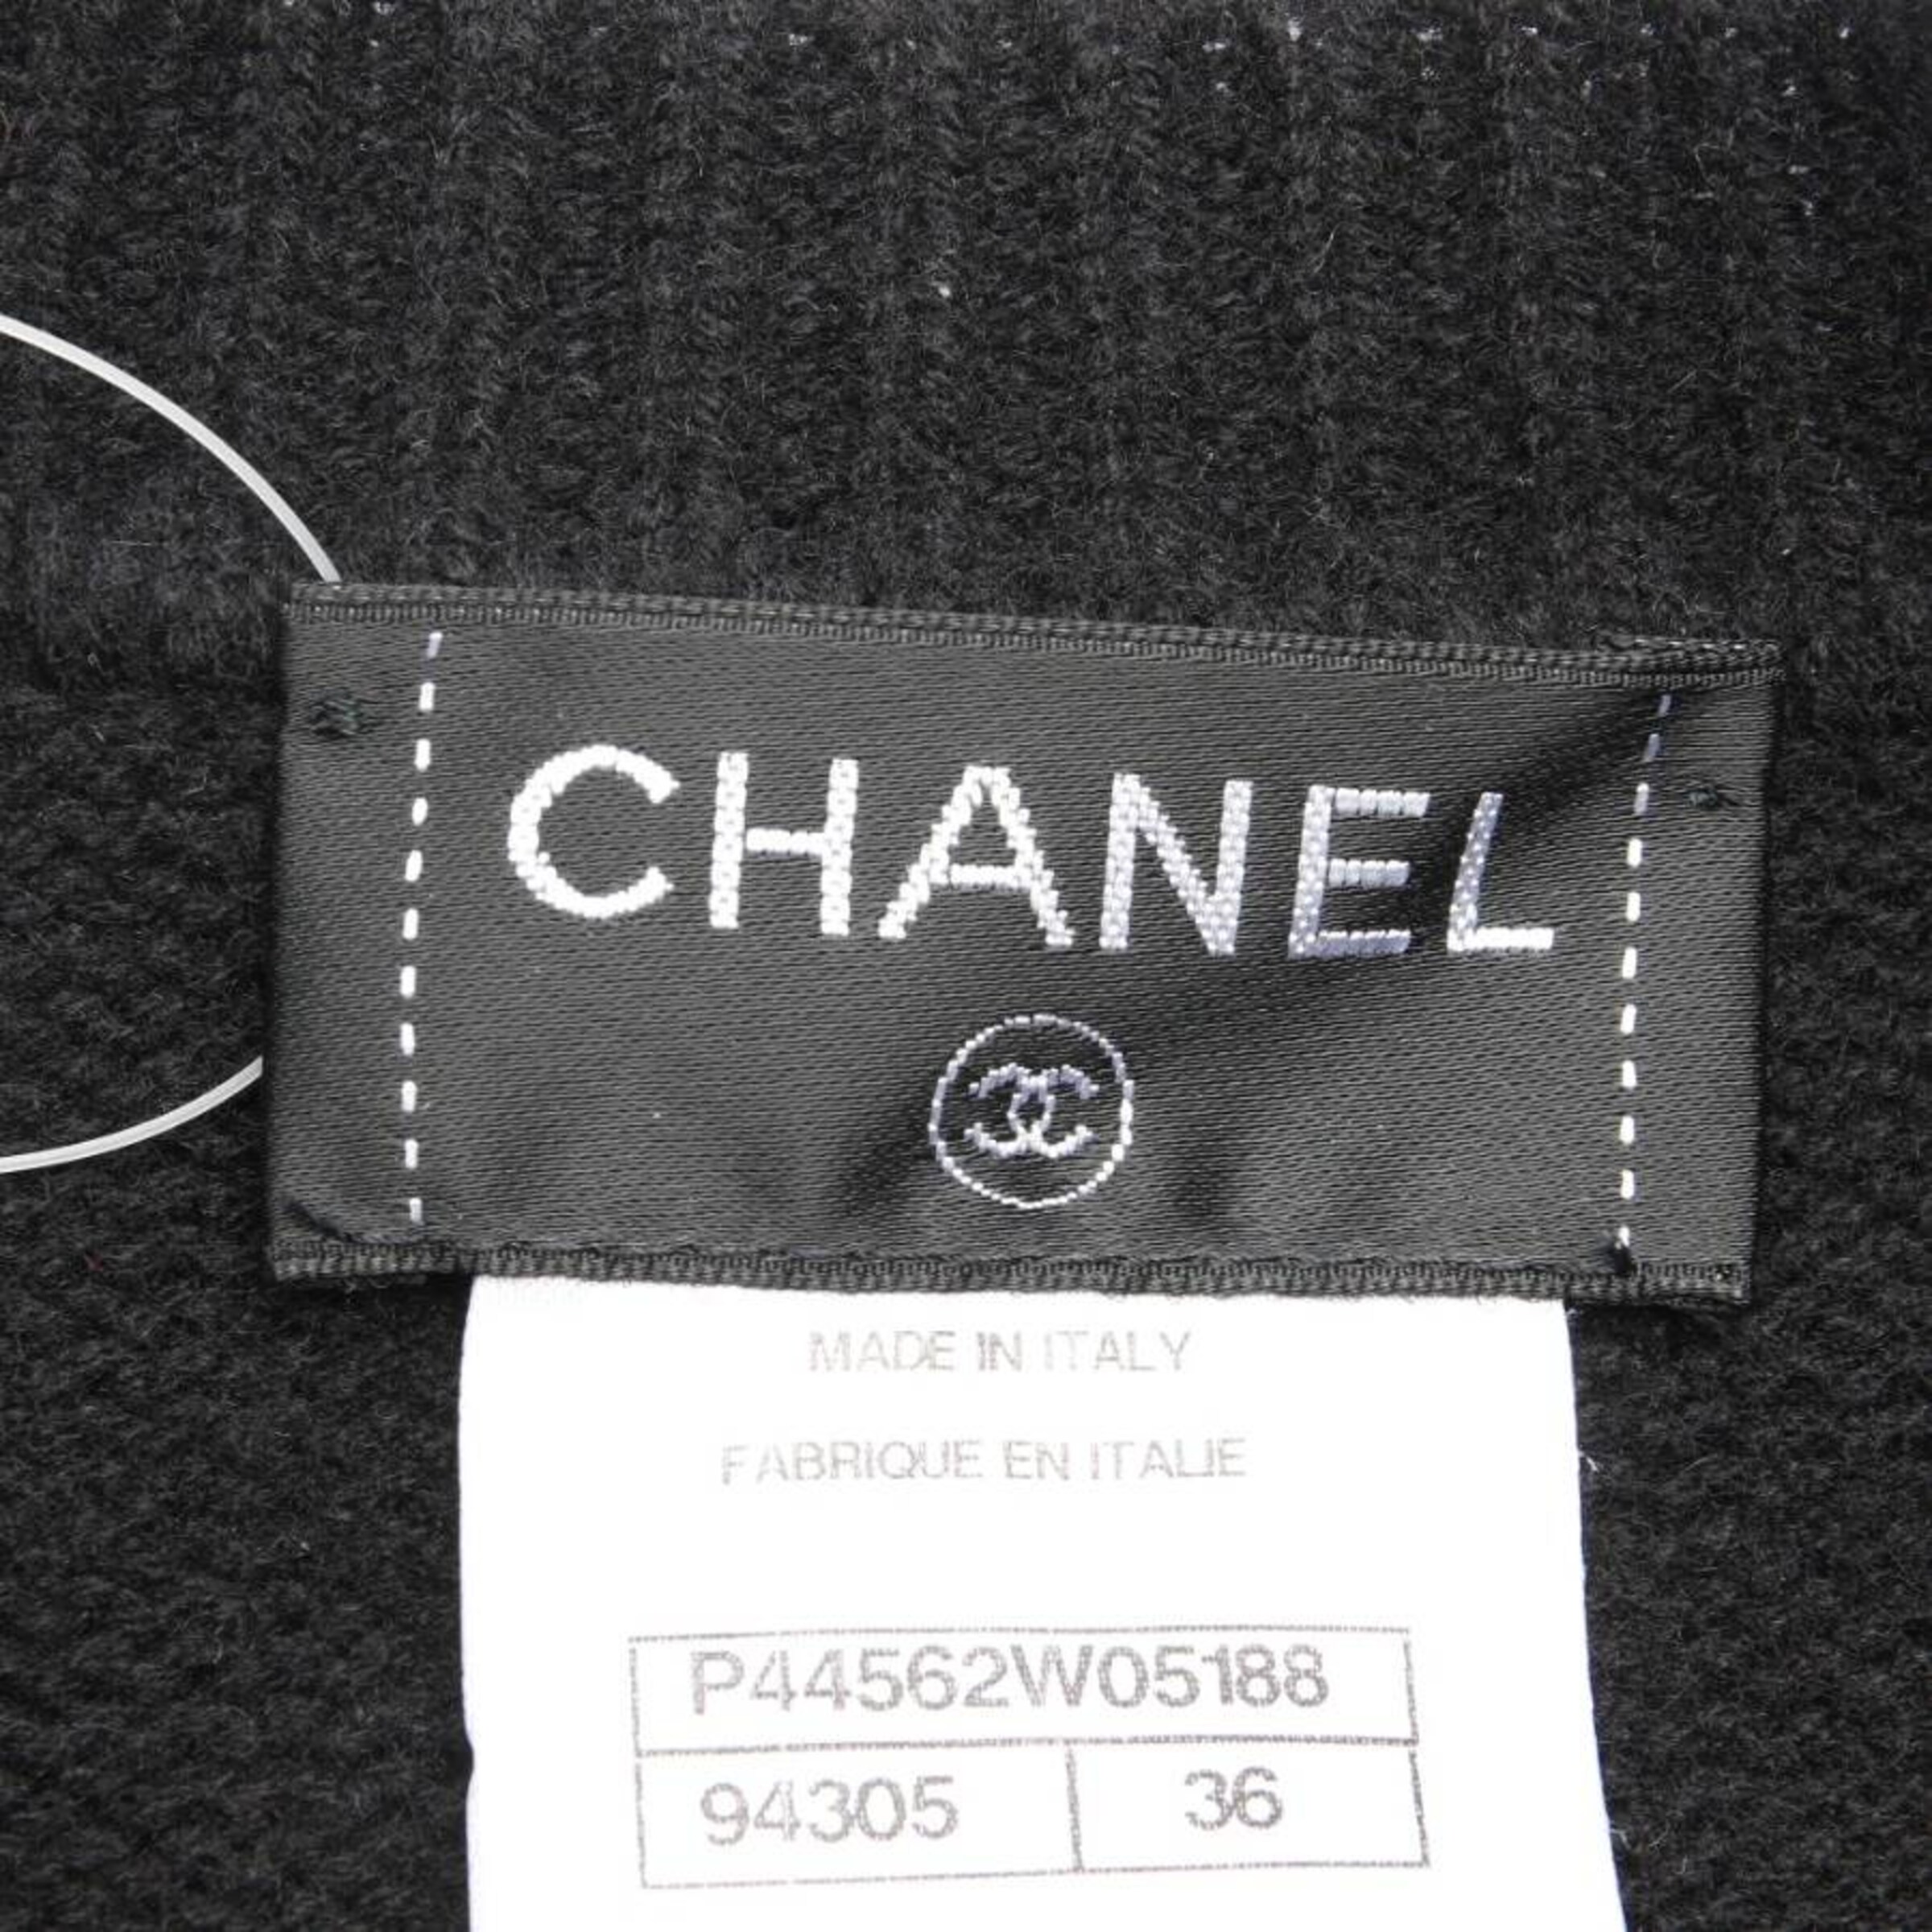 CHANEL
MADE IN ITALY
FABRIQUE EN ITALIE
P44562W05188
94305 36